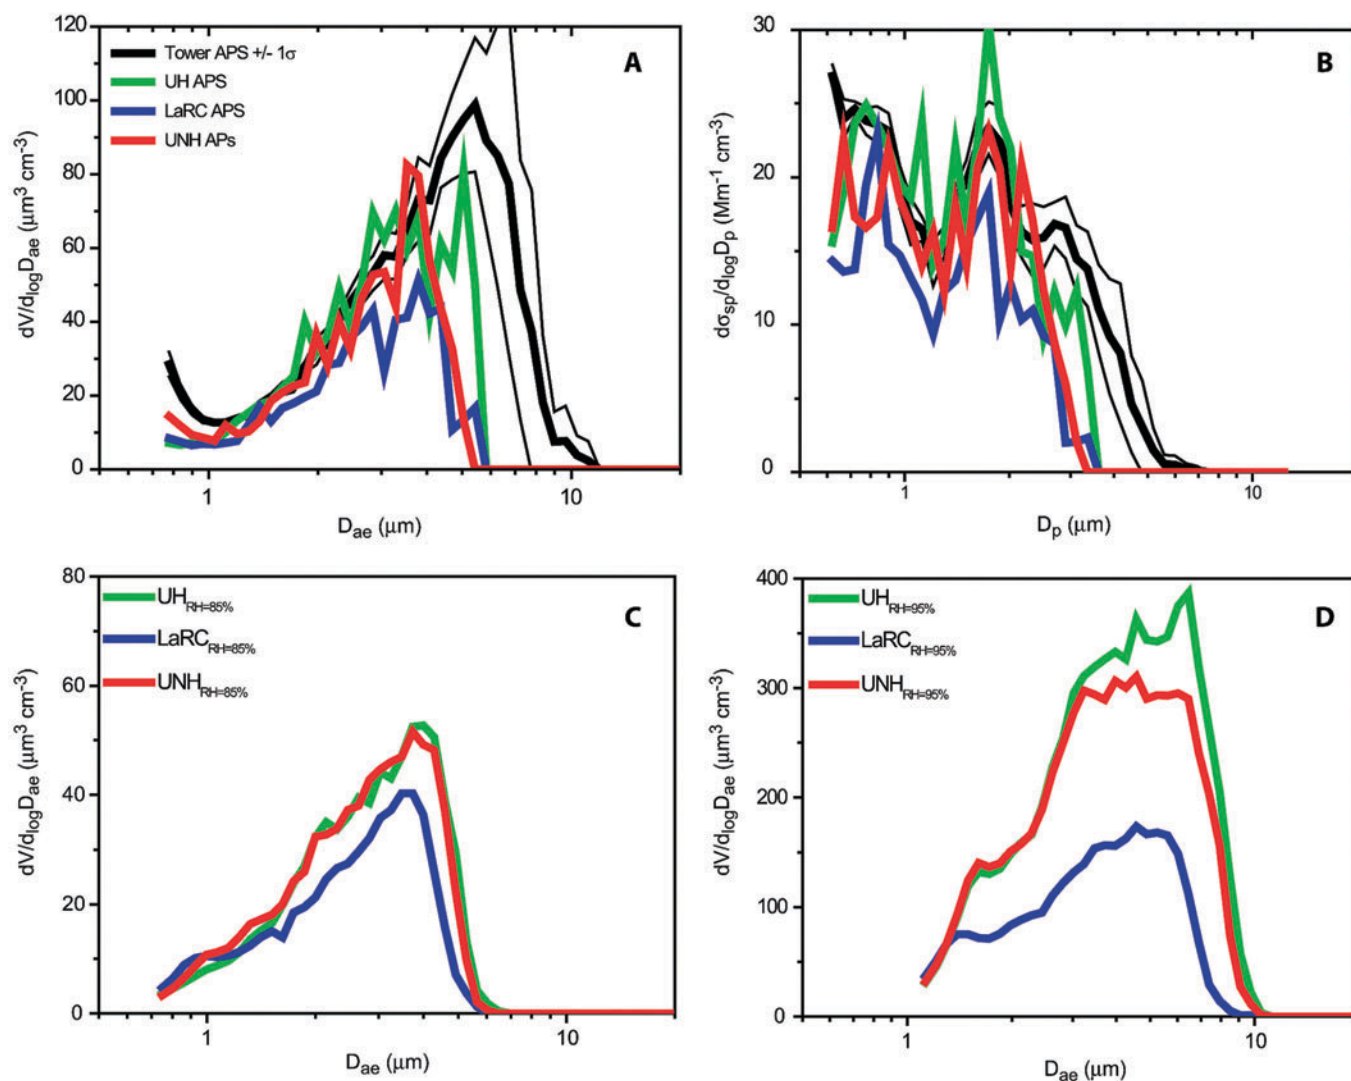 120
100
80
60
40
20
0
dV/dlogDae (μm³ cm⁻³)
Tower APS +/- 1σ
UH APS
LaRC APS
UNH APs
A
1
10
Dae (μm)
30
20
10
0
dσsp/dlogDp (Mm⁻¹ cm⁻³)
B
1
10
Dp (μm)
80
60
40
20
0
dV/dlogDae (μm³ cm⁻³)
UHRH=85%
LaRCRH=85%
UNHRH=85%
C
1
10
Dae (μm)
400
300
200
100
0
dV/dlogDae (μm³ cm⁻³)
UHRH=95%
LaRCRH=95%
UNHRH=95%
D
1
10
Dae (μm)